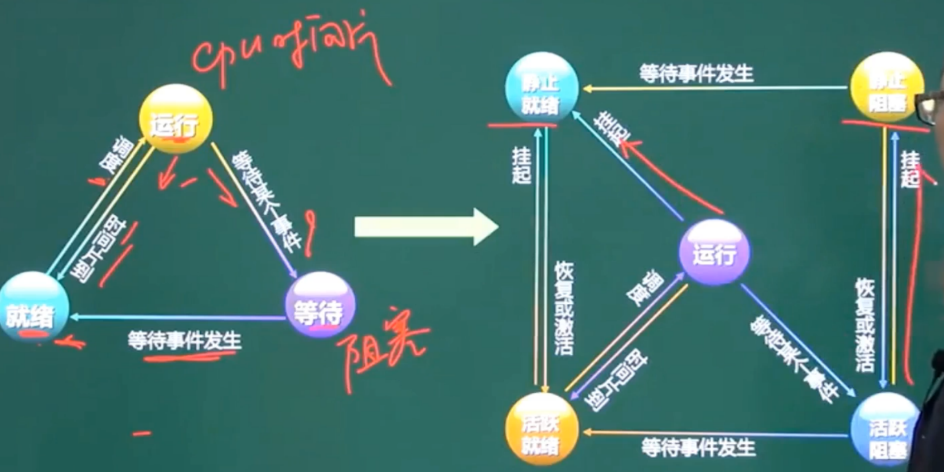 cpu时间片
运行
调度
时间片到
等待某个事件
就绪
等待
等待事件发生
阻塞
静止
就绪
等待事件发生
静止
阻塞
挂起
挂起
挂起
运行
恢复或激活
调度
时间片到
等待某个事件
恢复或激活
活跃
就绪
等待事件发生
活跃
阻塞